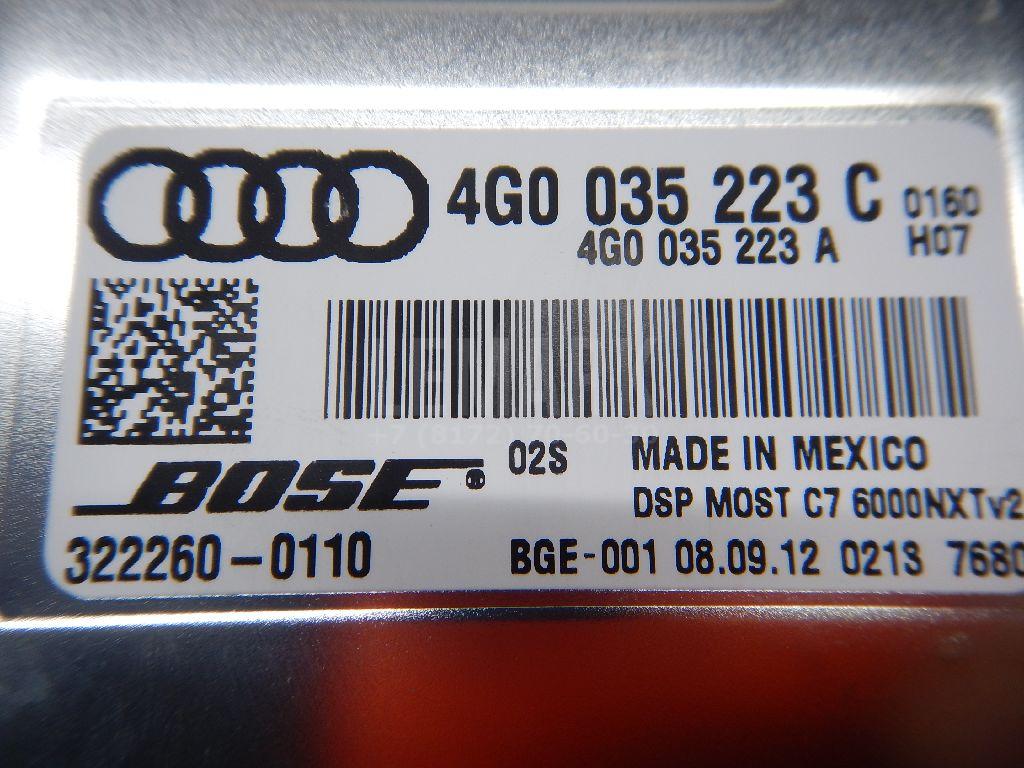 4G0 035 223 C 0160
4G0 035 223 A H07
02S MADE IN MEXICO
BOSE
DSP MOST C7 6000NXTv2
322260-0110 BGE-001 08.09.12 0213 7680